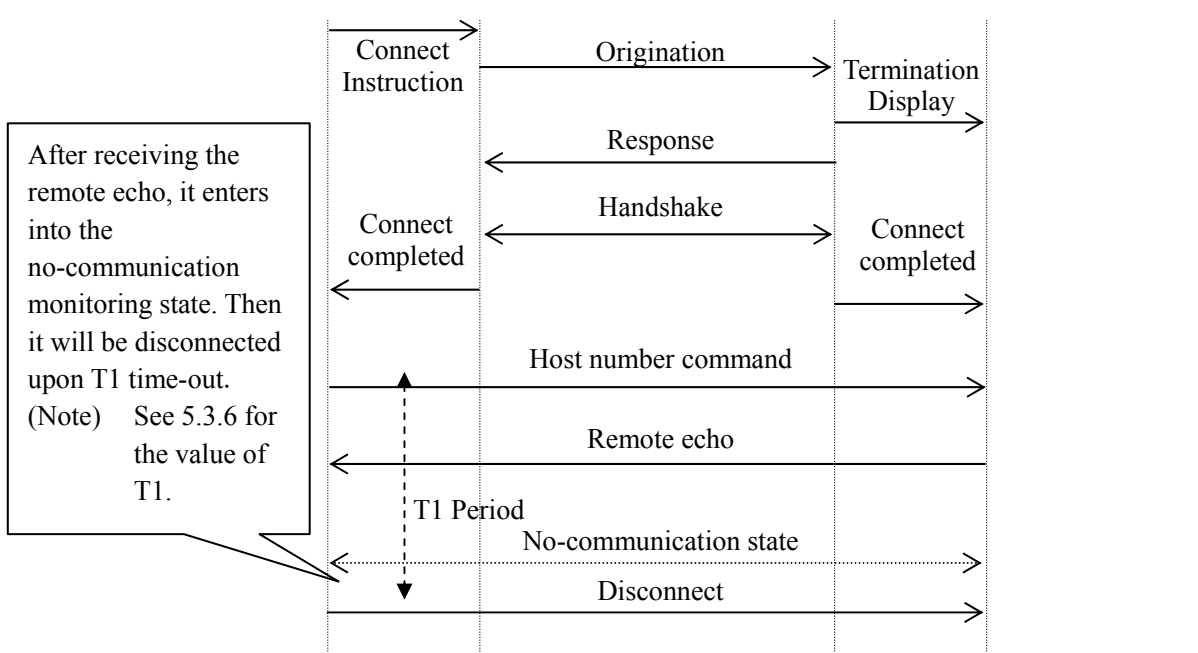 Connect
Instruction
Origination
Termination
Display
Response
Handshake
Connect
completed
Connect
completed
After receiving the
remote echo, it enters
into the
no-communication
monitoring state. Then
it will be disconnected
upon T1 time-out.
(Note) See 5.3.6 for
the value of
T1.
Host number command
Remote echo
T1 Period
No-communication state
Disconnect